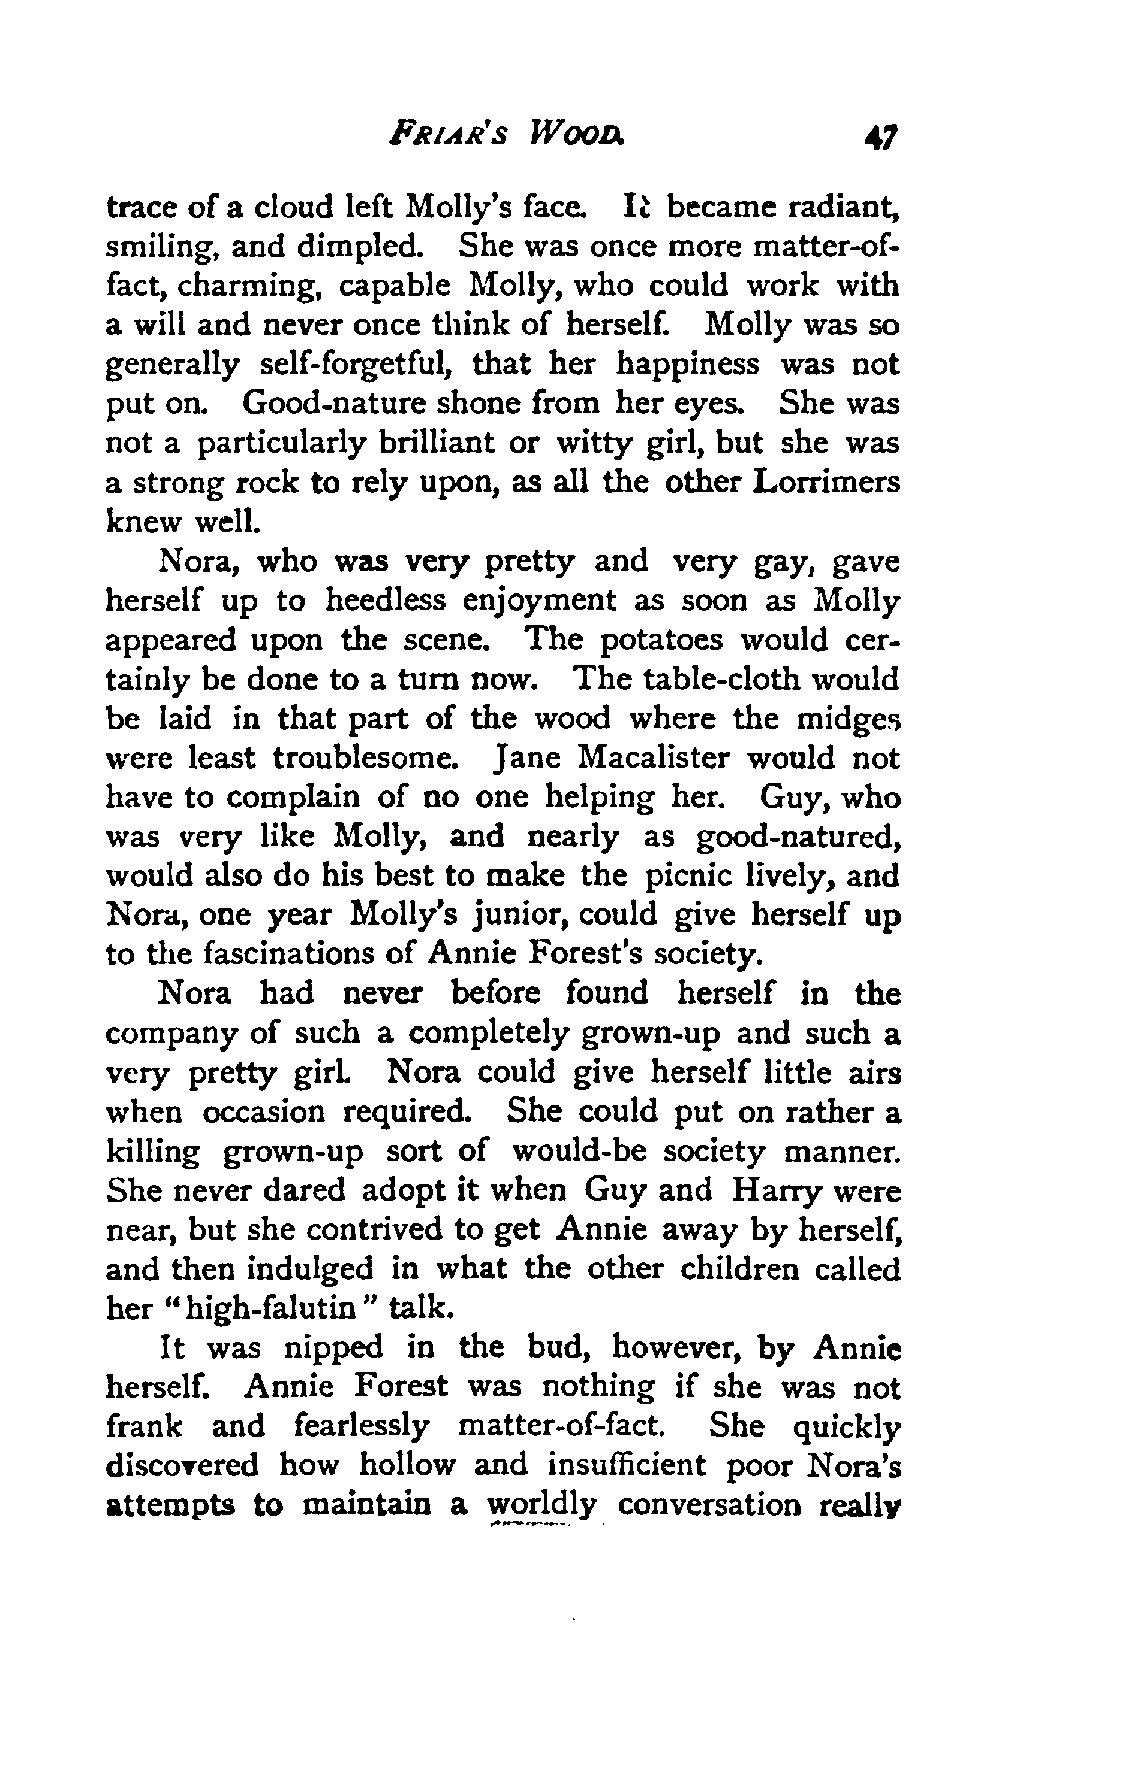 FRIAR'S WOOD. 47
trace of a cloud left Molly's face. It became radiant,
smiling, and dimpled. She was once more matter-of-
fact, charming, capable Molly, who could work with
a will and never once think of herself. Molly was so
generally self-forgetful, that her happiness was not
put on. Good-nature shone from her eyes. She was
not a particularly brilliant or witty girl, but she was
a strong rock to rely upon, as all the other Lorrimers
knew well.
Nora, who was very pretty and very gay, gave
herself up to heedless enjoyment as soon as Molly
appeared upon the scene. The potatoes would cer-
tainly be done to a turn now. The table-cloth would
be laid in that part of the wood where the midges
were least troublesome. Jane Macalister would not
have to complain of no one helping her. Guy, who
was very like Molly, and nearly as good-natured,
would also do his best to make the picnic lively, and
Nora, one year Molly's junior, could give herself up
to the fascinations of Annie Forest's society.
Nora had never before found herself in the
company of such a completely grown-up and such a
very pretty girl. Nora could give herself little airs
when occasion required. She could put on rather a
killing grown-up sort of would-be society manner.
She never dared adopt it when Guy and Harry were
near, but she contrived to get Annie away by herself,
and then indulged in what the other children called
her "high-falutin" talk.
It was nipped in the bud, however, by Annie
herself. Annie Forest was nothing if she was not
frank and fearlessly matter-of-fact. She quickly
discovered how hollow and insufficient poor Nora's
attempts to maintain a worldly conversation really